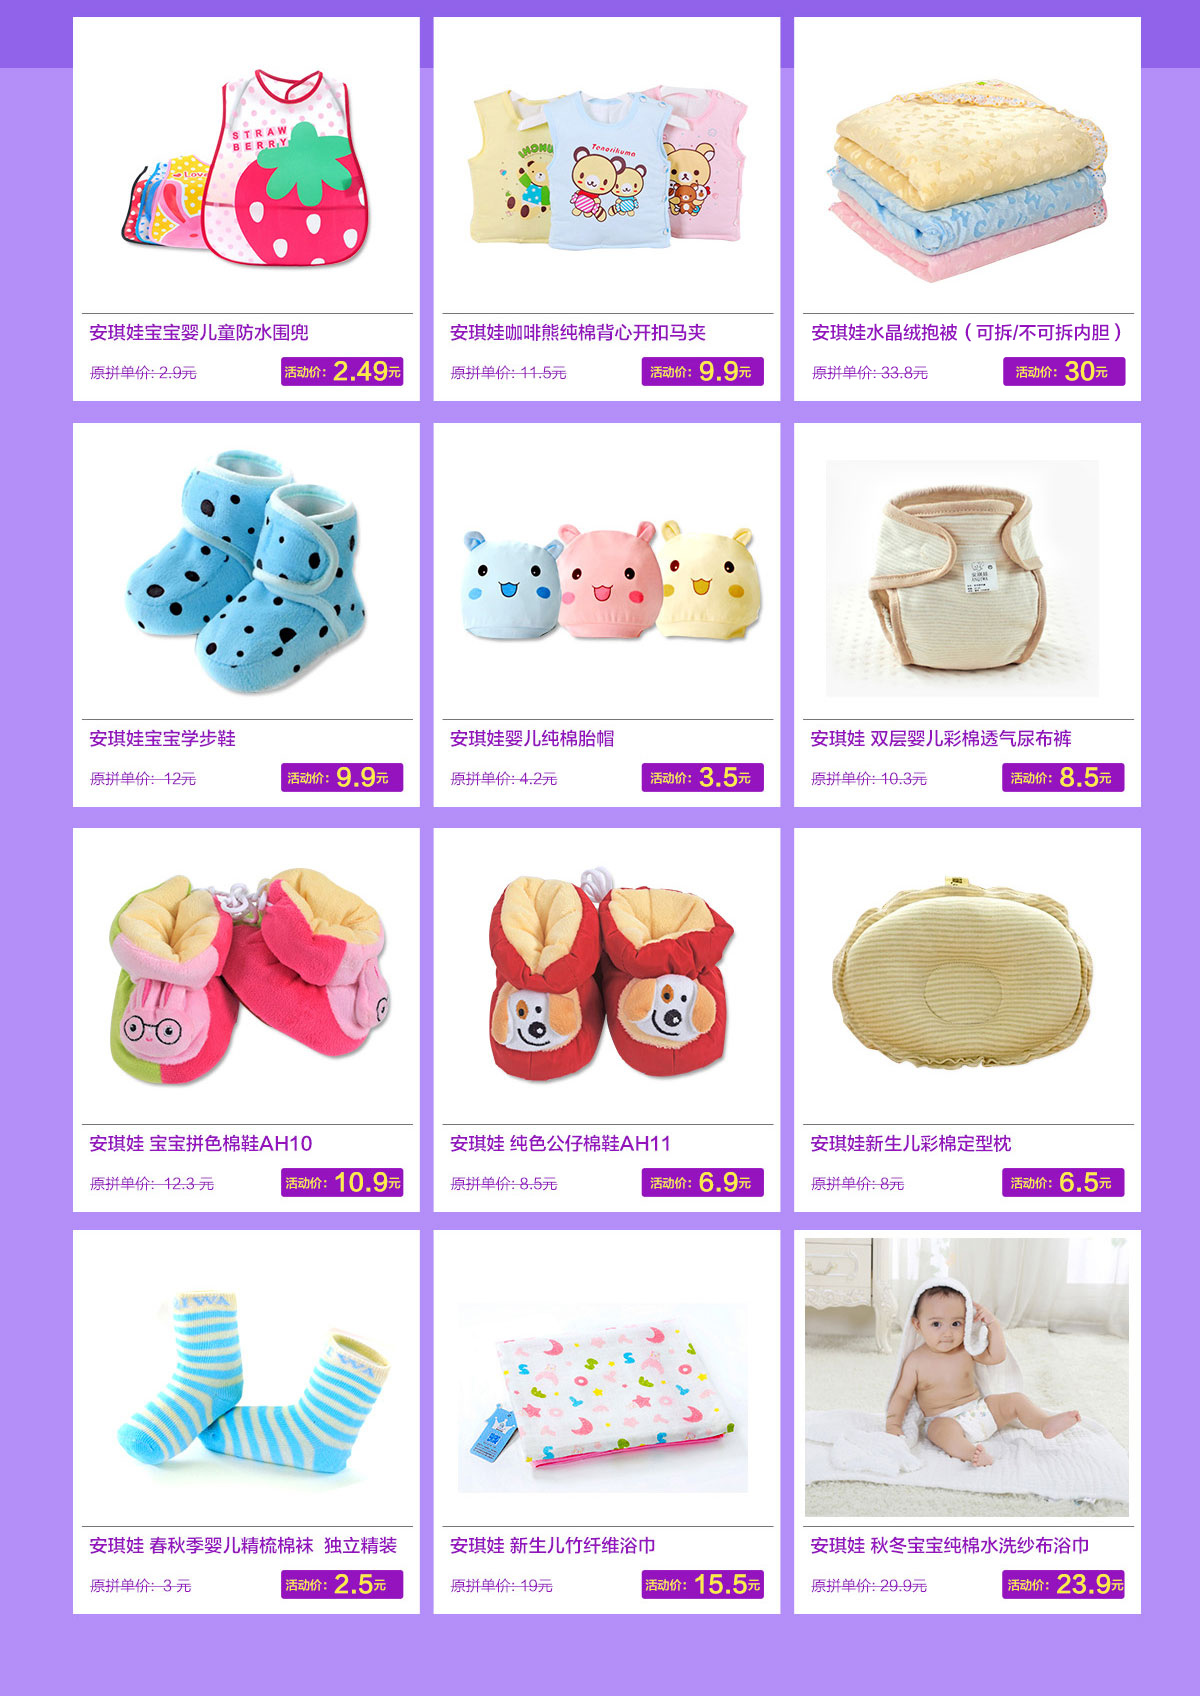 STRAW
BERRY
Love
Tenorikuma
安琪娃宝宝婴儿童防水围兜
原拼单价: 2.9元
活动价: 2.49元
安琪娃咖啡熊纯棉背心开扣马夹
原拼单价: 11.5元
活动价: 9.9元
安琪娃水晶绒抱被（可拆/不可拆内胆）
原拼单价: 33.8元
活动价: 30元
安琪娃宝宝学步鞋
原拼单价: 12元
活动价: 9.9元
安琪娃婴儿纯棉胎帽
原拼单价: 4.2元
活动价: 3.5元
安琪娃 双层婴儿彩棉透气尿布裤
原拼单价: 10.3元
活动价: 8.5元
安琪娃 宝宝拼色棉鞋AH10
原拼单价: 12.3 元
活动价: 10.9元
安琪娃 纯色公仔棉鞋AH11
原拼单价: 8.5元
活动价: 6.9元
安琪娃新生儿彩棉定型枕
原拼单价: 8元
活动价: 6.5元
安琪娃 春秋季婴儿精梳棉袜 独立精装
原拼单价: 3 元
活动价: 2.5元
安琪娃 新生儿竹纤维浴巾
原拼单价: 19元
活动价: 15.5元
安琪娃 秋冬宝宝纯棉水洗纱布浴巾
原拼单价: 29.9元
活动价: 23.9元